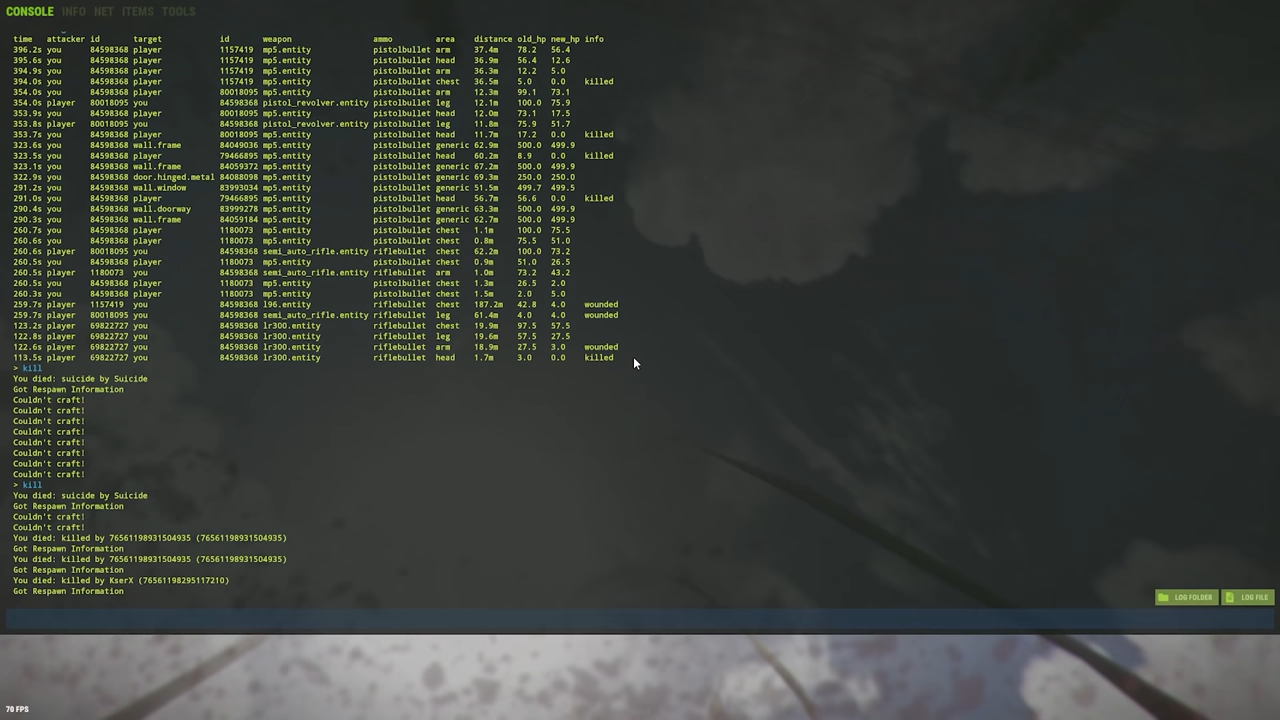 CONSOLE INFO NET ITEMS TOOLS
time attacker id target id weapon ammo area distance old_hp new_hp info
396.2s you 84598368 player 1157419 mp5.entity pistolbullet arm 37.4m 78.2 56.4
395.6s you 84598368 player 1157419 mp5.entity pistolbullet head 36.9m 56.4 12.6
394.9s you 84598368 player 1157419 mp5.entity pistolbullet arm 36.3m 12.2 5.0
394.0s you 84598368 player 1157419 mp5.entity pistolbullet chest 36.5m 5.0 0.0 killed
354.0s you 84598368 player 80018095 mp5.entity pistolbullet arm 12.3m 99.1 73.1
354.0s player 80018095 you 84598368 pistol_revolver.entity pistolbullet leg 12.1m 100.0 75.9
353.9s you 84598368 player 80018095 mp5.entity pistolbullet head 12.0m 73.1 17.5
353.8s player 80018095 you 84598368 pistol_revolver.entity pistolbullet leg 11.8m 75.9 51.7
353.7s you 84598368 player 80018095 mp5.entity pistolbullet head 11.7m 17.2 0.0 killed
323.6s you 84598368 wall.frame 84049036 mp5.entity pistolbullet generic 62.9m 500.0 499.9
323.5s you 84598368 player 79466895 mp5.entity pistolbullet head 60.2m 8.9 0.0 killed
323.1s you 84598368 wall.frame 84059372 mp5.entity pistolbullet generic 67.2m 500.0 499.9
322.9s you 84598368 door.hinged.metal 84088098 mp5.entity pistolbullet generic 69.3m 250.0 250.0
291.2s you 84598368 wall.window 83993034 mp5.entity pistolbullet generic 51.5m 499.7 499.5
291.0s you 84598368 player 79466895 mp5.entity pistolbullet head 56.7m 56.6 0.0 killed
290.4s you 84598368 wall.doorway 83999278 mp5.entity pistolbullet generic 63.3m 500.0 499.9
290.3s you 84598368 wall.frame 84059184 mp5.entity pistolbullet generic 62.7m 500.0 499.9
260.7s you 84598368 player 1180073 mp5.entity pistolbullet chest 1.1m 100.0 75.5
260.6s you 84598368 player 1180073 mp5.entity pistolbullet chest 0.8m 75.5 51.0
260.6s player 80018095 you 84598368 semi_auto_rifle.entity riflebullet chest 62.2m 100.0 73.2
260.5s you 84598368 player 1180073 mp5.entity pistolbullet chest 0.9m 51.0 26.5
260.5s player 1180073 you 84598368 semi_auto_rifle.entity riflebullet arm 1.0m 73.2 43.2
260.5s you 84598368 player 1180073 mp5.entity pistolbullet chest 1.3m 26.5 2.0
260.3s you 84598368 player 1180073 mp5.entity pistolbullet chest 1.5m 2.0 5.0
259.7s player 1157419 you 84598368 l96.entity riflebullet chest 187.2m 42.8 4.0 wounded
259.7s player 80018095 you 84598368 semi_auto_rifle.entity riflebullet leg 61.4m 4.0 4.0 wounded
123.2s player 69822727 you 84598368 lr300.entity riflebullet chest 19.9m 97.5 57.5
122.8s player 69822727 you 84598368 lr300.entity riflebullet leg 19.6m 57.5 27.5
122.6s player 69822727 you 84598368 lr300.entity riflebullet arm 18.9m 27.5 3.0 wounded
113.5s player 69822727 you 84598368 lr300.entity riflebullet head 1.7m 3.0 0.0 killed
> kill
You died: suicide by Suicide
Got Respawn Information
Couldn't craft!
Couldn't craft!
Couldn't craft!
Couldn't craft!
Couldn't craft!
Couldn't craft!
Couldn't craft!
Couldn't craft!
> kill
You died: suicide by Suicide
Got Respawn Information
Couldn't craft!
Couldn't craft!
You died: killed by 76561198931504935 (76561198931504935)
Got Respawn Information
You died: killed by 76561198931504935 (76561198931504935)
Got Respawn Information
You died: killed by KserX (76561198295117210)
Got Respawn Information
LOG FOLDER LOG FILE
70 FPS